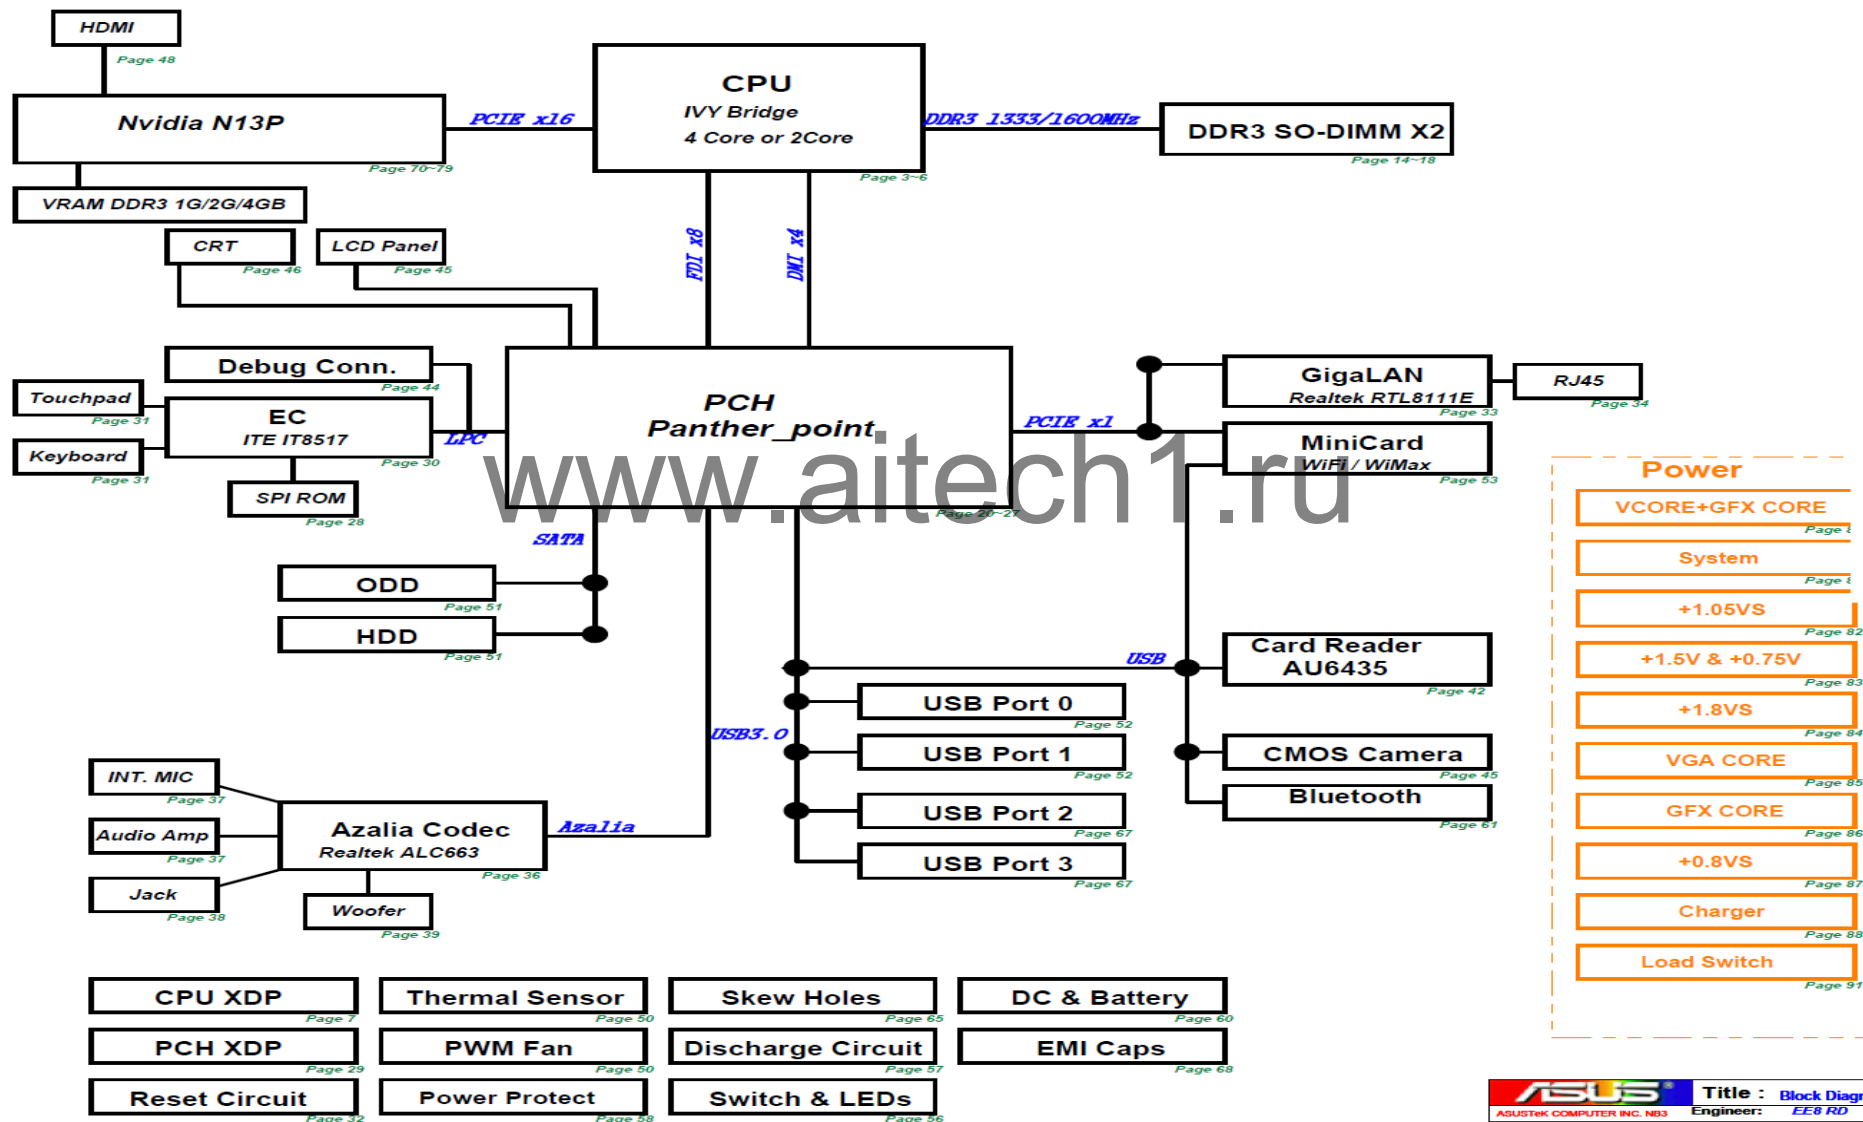 HDMI
Page 48
Nvidia N13P
Page 70~79
PCIE x16
CPU
IVY Bridge
4 Core or 2Core
Page 3~6
DDR3 1333/1600MHz
DDR3 SO-DIMM X2
Page 14~18
VRAM DDR3 1G/2G/4GB
CRT
Page 46
LCD Panel
Page 45
FDI x8
DMI x4
Debug Conn.
Page 44
Touchpad
Page 31
EC
ITE IT8517
Page 30
Keyboard
Page 31
SPI ROM
Page 28
LPC
PCH
Panther_point
Page 20~27
PCIE x1
GigaLAN
Realtek RTL8111E
Page 33
RJ45
Page 34
MiniCard
WiFi / WiMax
Page 53
www.aitech1.ru
SATA
ODD
Page 51
HDD
Page 51
USB
Card Reader
AU6435
Page 42
USB3.0
USB Port 0
Page 52
USB Port 1
Page 52
USB Port 2
Page 67
USB Port 3
Page 67
CMOS Camera
Page 45
Bluetooth
Page 61
INT. MIC
Page 37
Audio Amp
Page 37
Jack
Page 38
Azalia Codec
Realtek ALC663
Page 36
Azalia
Woofer
Page 39
Power
VCORE+GFX CORE
Page
System
Page
+1.05VS
Page 82
+1.5V & +0.75V
Page 83
+1.8VS
Page 84
VGA CORE
Page 85
GFX CORE
Page 86
+0.8VS
Page 87
Charger
Page 88
Load Switch
Page 91
CPU XDP
Page 7
Thermal Sensor
Page 50
Skew Holes
Page 65
DC & Battery
Page 60
PCH XDP
Page 29
PWM Fan
Page 50
Discharge Circuit
Page 57
EMI Caps
Page 68
Reset Circuit
Page 32
Power Protect
Page 58
Switch & LEDs
Page 56
ASUS®
ASUSTeK COMPUTER INC. NB3
Title : Block Diagr
Engineer: EE8 RD